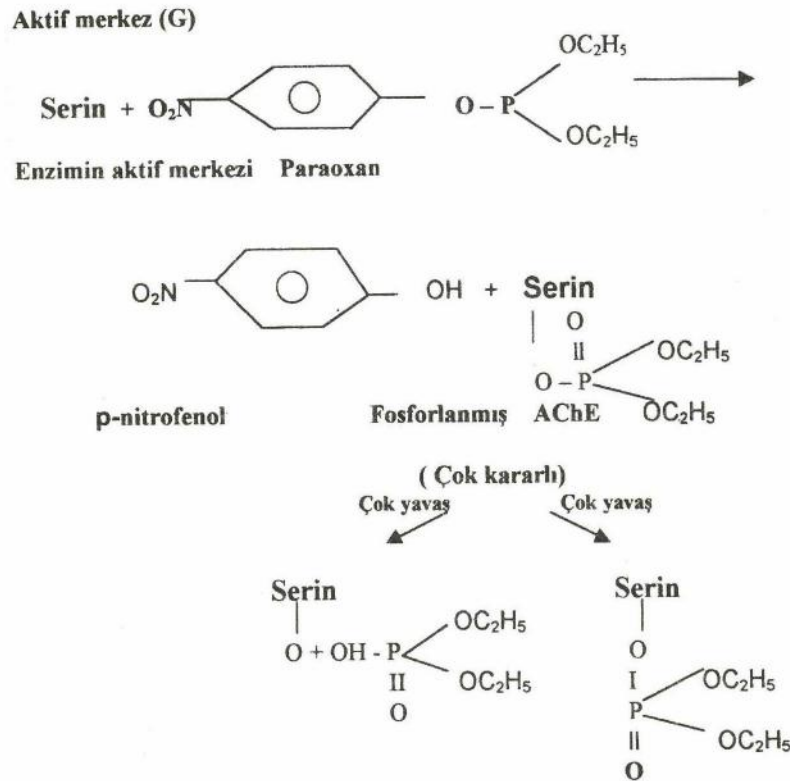 Aktif merkez (G)
OC₂H₅
Serin + O₂N O – P
OC₂H₅
Enzimin aktif merkezi Paraoxan
O₂N OH + Serin
O
II
O – P OC₂H₅
OC₂H₅
p-nitrofenol Fosforlanmış AChE
( Çok kararlı)
Çok yavaş Çok yavaş
Serin Serin
O + OH - P OC₂H₅
OC₂H₅
II
O
O
I
P OC₂H₅
OC₂H₅
II
O